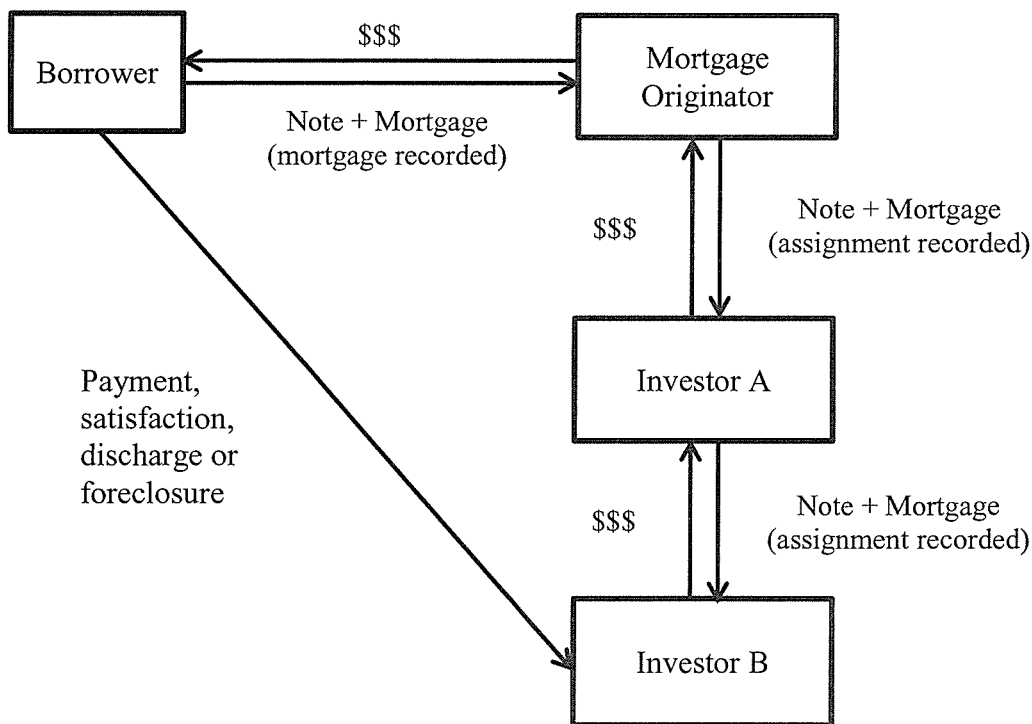 $$$
Borrower
Mortgage
Originator
Note + Mortgage
(mortgage recorded)
$$$
Note + Mortgage
(assignment recorded)
Payment,
satisfaction,
discharge or
foreclosure
Investor A
$$$
Note + Mortgage
(assignment recorded)
Investor B